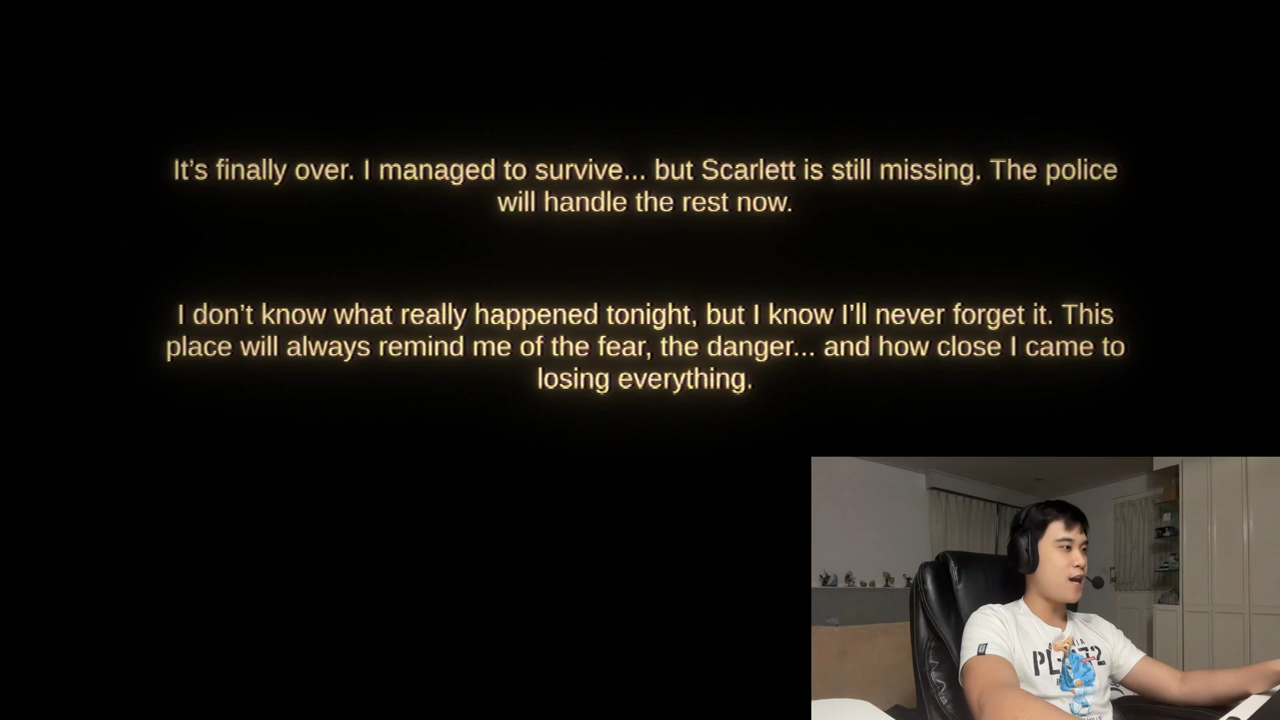 It's finally over. I managed to survive... but Scarlett is still missing. The police
will handle the rest now.
I don't know what really happened tonight, but I know I'll never forget it. This
place will always remind me of the fear, the danger... and how close I came to
losing everything.